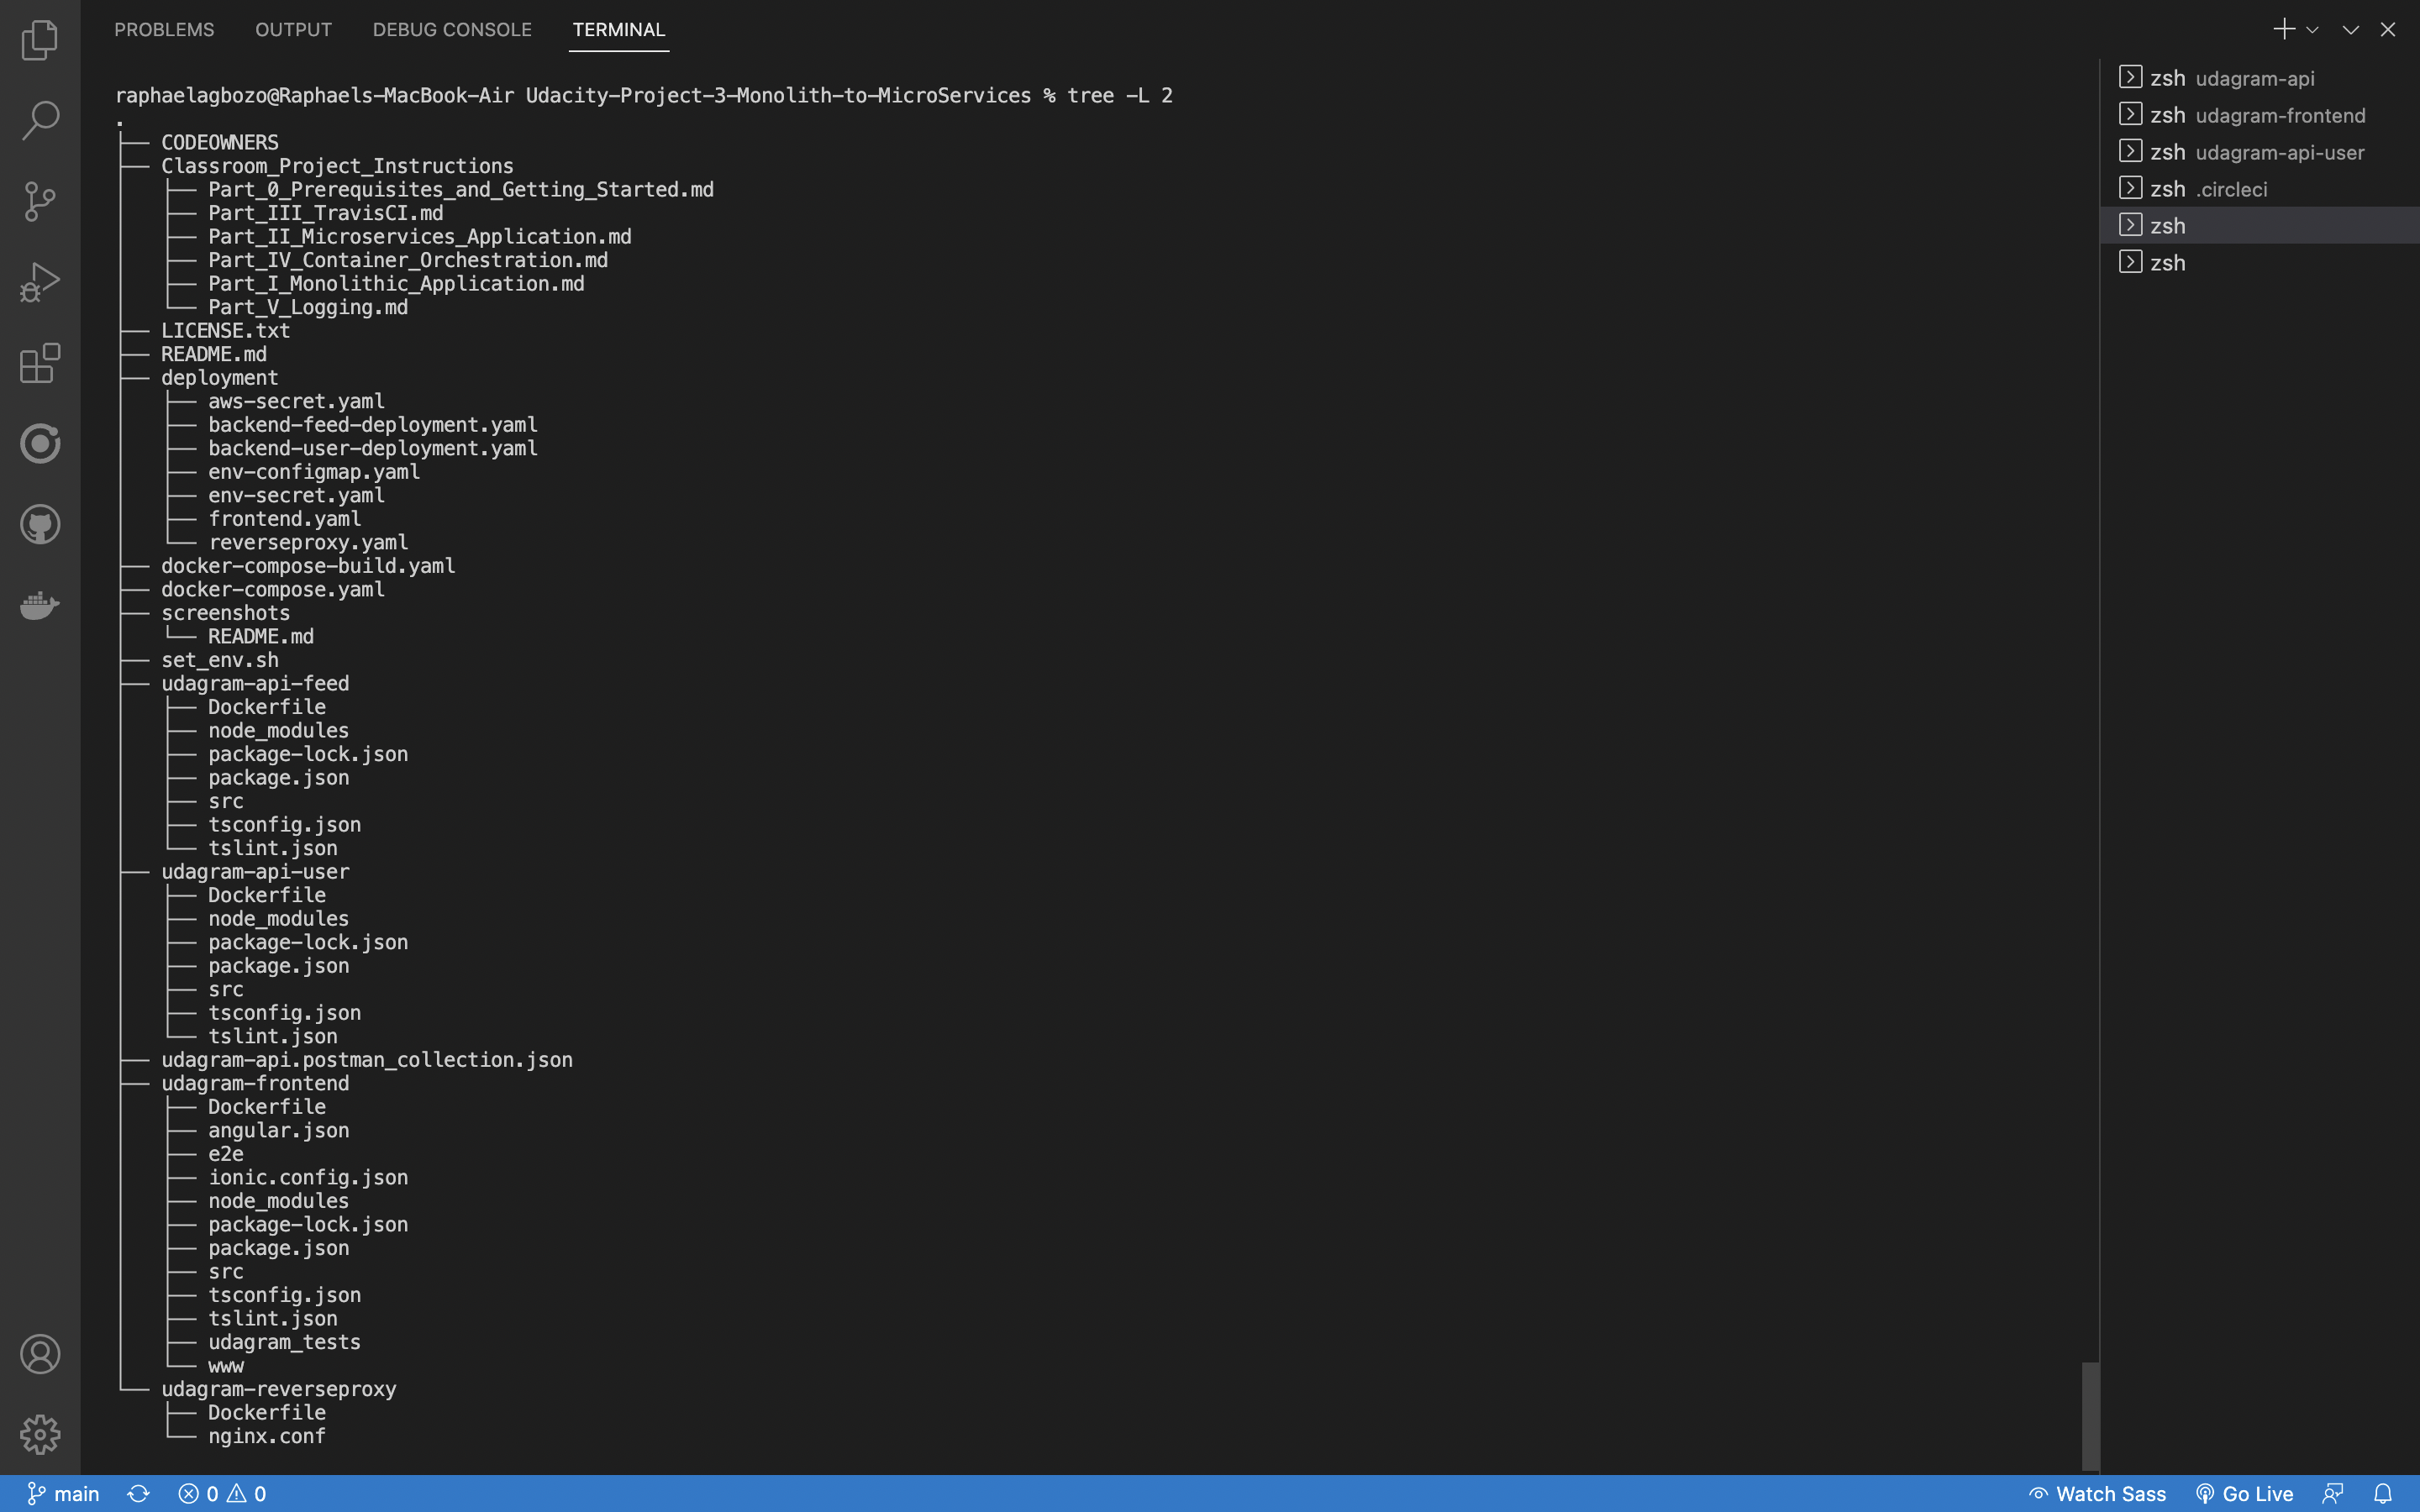 PROBLEMS OUTPUT DEBUG CONSOLE TERMINAL
raphaelagbozo@Raphaels-MacBook-Air Udacity-Project-3-Monolith-to-MicroServices % tree -L 2
.
├── CODEOWNERS
├── Classroom_Project_Instructions
│   ├── Part_0_Prerequisites_and_Getting_Started.md
│   ├── Part_III_TravisCI.md
│   ├── Part_II_Microservices_Application.md
│   ├── Part_IV_Container_Orchestration.md
│   ├── Part_I_Monolithic_Application.md
│   └── Part_V_Logging.md
├── LICENSE.txt
├── README.md
├── deployment
│   ├── aws-secret.yaml
│   ├── backend-feed-deployment.yaml
│   ├── backend-user-deployment.yaml
│   ├── env-configmap.yaml
│   ├── env-secret.yaml
│   ├── frontend.yaml
│   └── reverseproxy.yaml
├── docker-compose-build.yaml
├── docker-compose.yaml
├── screenshots
│   └── README.md
├── set_env.sh
├── udagram-api-feed
│   ├── Dockerfile
│   ├── node_modules
│   ├── package-lock.json
│   ├── package.json
│   ├── src
│   ├── tsconfig.json
│   └── tslint.json
├── udagram-api-user
│   ├── Dockerfile
│   ├── node_modules
│   ├── package-lock.json
│   ├── package.json
│   ├── src
│   ├── tsconfig.json
│   └── tslint.json
├── udagram-api.postman_collection.json
├── udagram-frontend
│   ├── Dockerfile
│   ├── angular.json
│   ├── e2e
│   ├── ionic.config.json
│   ├── node_modules
│   ├── package-lock.json
│   ├── package.json
│   ├── src
│   ├── tsconfig.json
│   ├── tslint.json
│   ├── udagram_tests
│   └── www
└── udagram-reverseproxy
    ├── Dockerfile
    └── nginx.conf
zsh udagram-api
zsh udagram-frontend
zsh udagram-api-user
zsh .circleci
zsh
zsh
main 0 0 Watch Sass Go Live